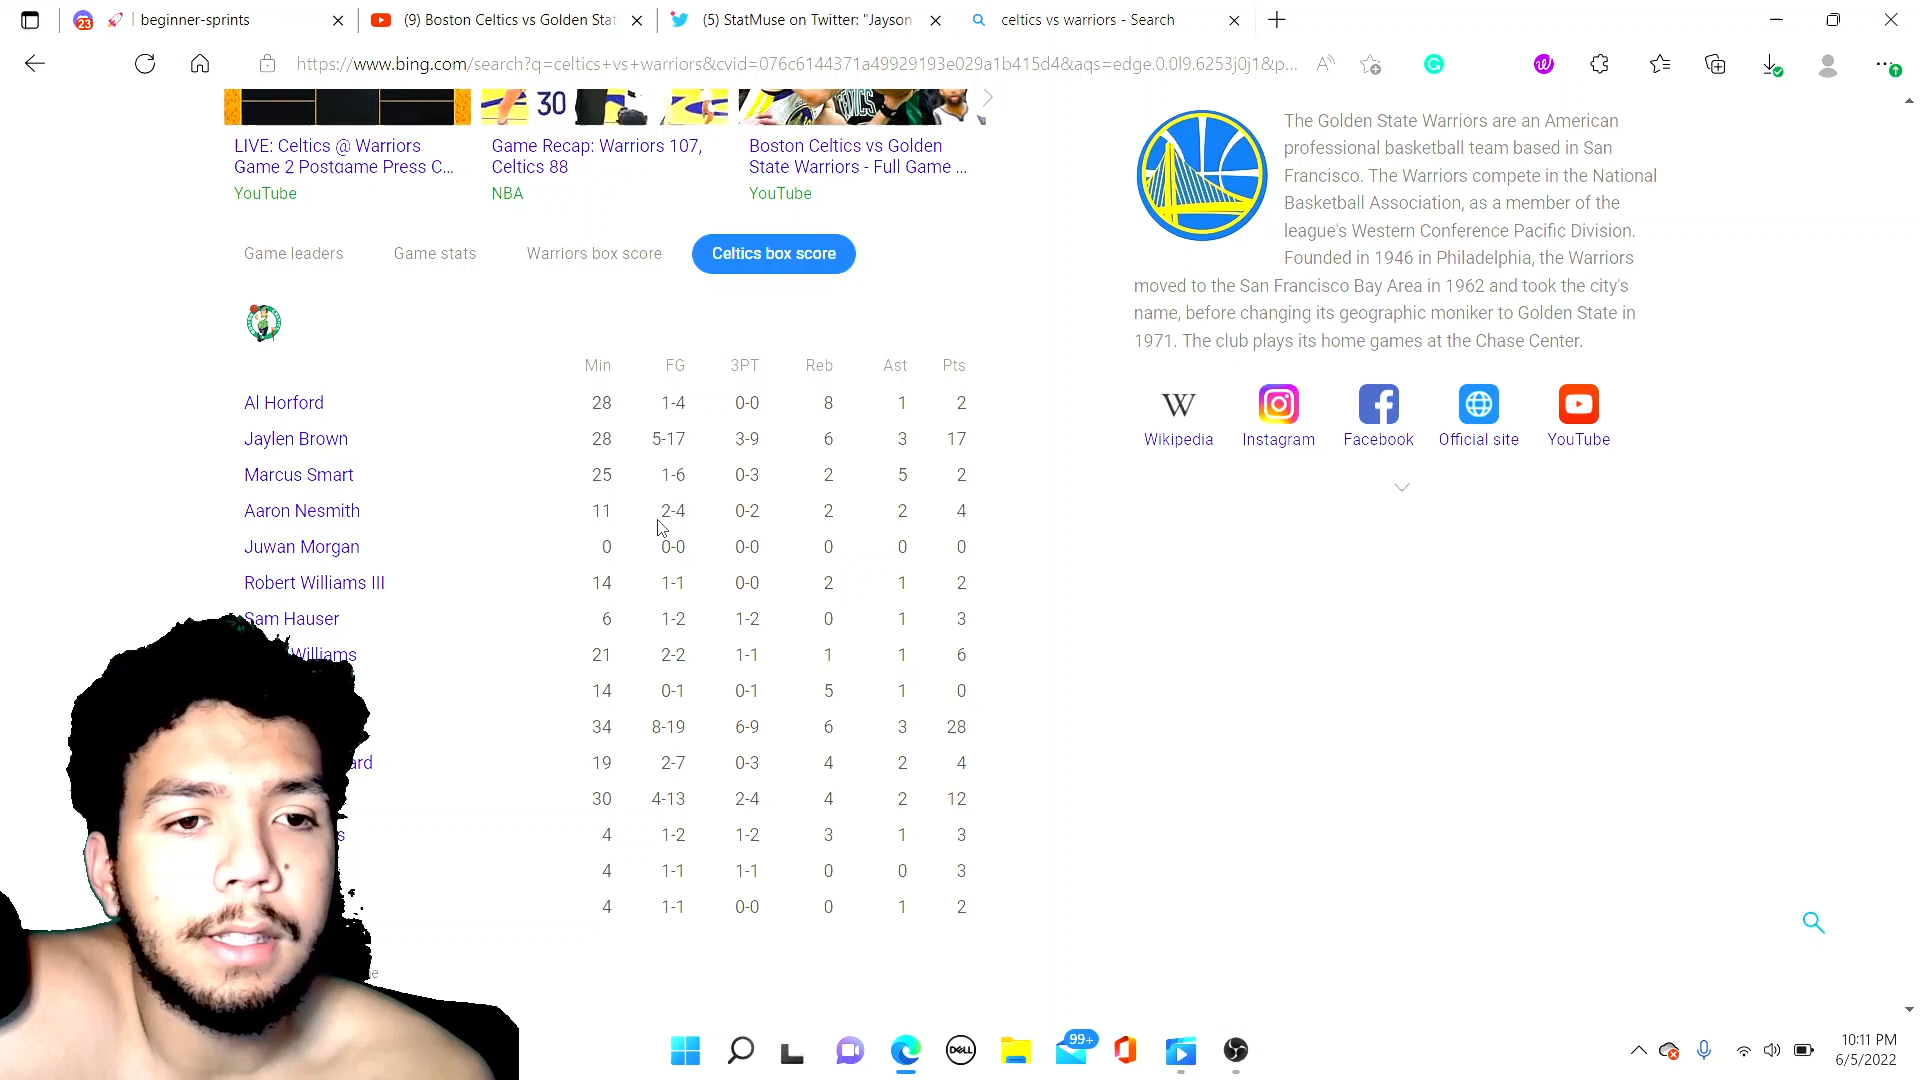 beginner-sprints
(9) Boston Celtics vs Golden Stat
(5) StatMuse on Twitter: "Jayson
celtics vs warriors - Search
23
https://www.bing.com/search?q=celtics+vs+warriors&cvid=076c6144371a49929193e029a1b415d4&aqs=edge.0.0l9.6253j0j1&p...
30
LIVE: Celtics @ Warriors
Game 2 Postgame Press C...
YouTube
Game Recap: Warriors 107,
Celtics 88
NBA
Boston Celtics vs Golden
State Warriors - Full Game ...
YouTube
Game leaders
Game stats
Warriors box score
Celtics box score
Min FG 3PT Reb Ast Pts
Al Horford 28 1-4 0-0 8 1 2
Jaylen Brown 28 5-17 3-9 6 3 17
Marcus Smart 25 1-6 0-3 2 5 2
Aaron Nesmith 11 2-4 0-2 2 2 4
Juwan Morgan 0 0-0 0-0 0 0 0
Robert Williams III 14 1-1 0-0 2 1 2
Sam Hauser 6 1-2 1-2 0 1 3
Williams 21 2-2 1-1 1 1 6
14 0-1 0-1 5 1 0
34 8-19 6-9 6 3 28
ard 19 2-7 0-3 4 2 4
30 4-13 2-4 4 2 12
s 4 1-2 1-2 3 1 3
4 1-1 1-1 0 0 3
4 1-1 0-0 0 1 2
The Golden State Warriors are an American
professional basketball team based in San
Francisco. The Warriors compete in the National
Basketball Association, as a member of the
league's Western Conference Pacific Division.
Founded in 1946 in Philadelphia, the Warriors
moved to the San Francisco Bay Area in 1962 and took the city's
name, before changing its geographic moniker to Golden State in
1971. The club plays its home games at the Chase Center.
W
Wikipedia
Instagram
Facebook
Official site
YouTube
DELL
99+
10:11 PM
6/5/2022